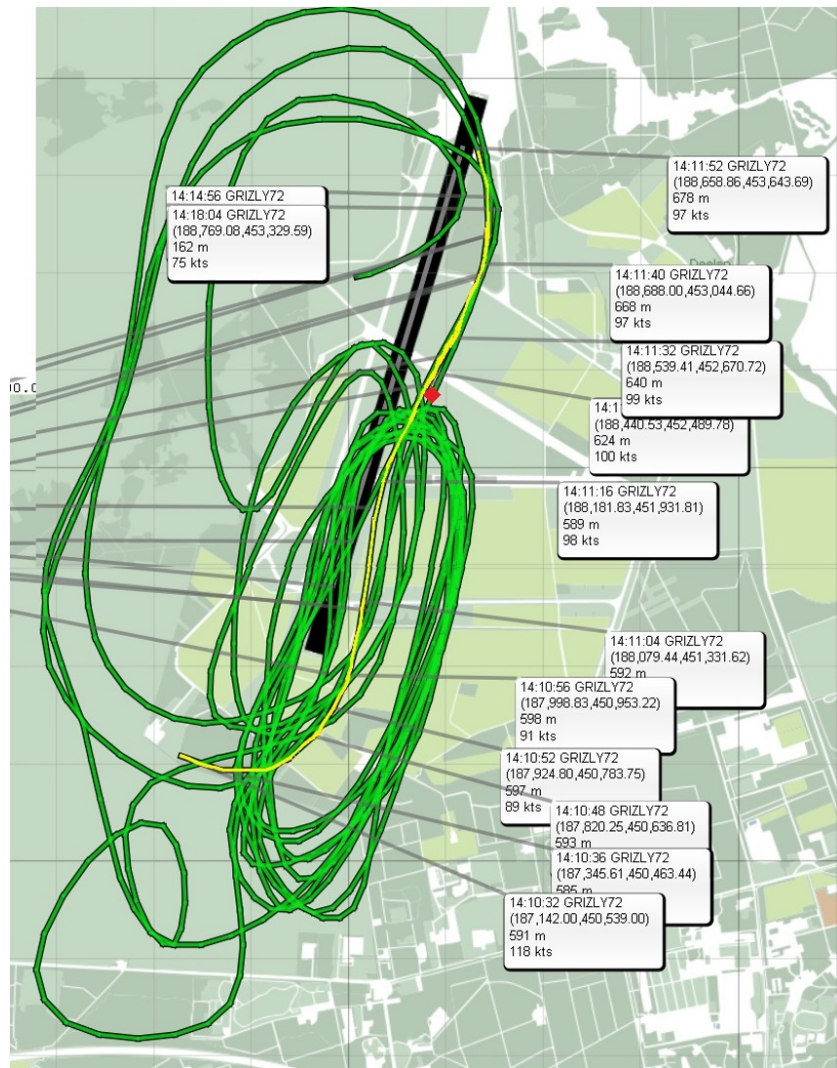 14:11:52 GRIZLY72
(188,658.86,453,643.69)
678 m
97 kts
14:14:56 GRIZLY72
14:18:04 GRIZLY72
(188,769.08,453,329.59)
162 m
75 kts
Deelen
14:11:40 GRIZLY72
(188,688.00,453,044.66)
668 m
97 kts
14:11:32 GRIZLY72
(188,539.41,452,670.72)
640 m
99 kts
14:1
(188,440.53,452,489.78)
624 m
100 kts
14:11:16 GRIZLY72
(188,181.83,451,931.81)
589 m
98 kts
14:11:04 GRIZLY72
(188,079.44,451,331.62)
592 m
14:10:56 GRIZLY72
(187,998.83,450,953.22)
598 m
91 kts
14:10:52 GRIZLY72
(187,924.80,450,783.75)
597 m
89 kts
14:10:48 GRIZLY72
(187,820.25,450,636.81)
593 m
14:10:36 GRIZLY72
(187,345.61,450,463.44)
585 m
14:10:32 GRIZLY72
(187,142.00,450,539.00)
591 m
118 kts